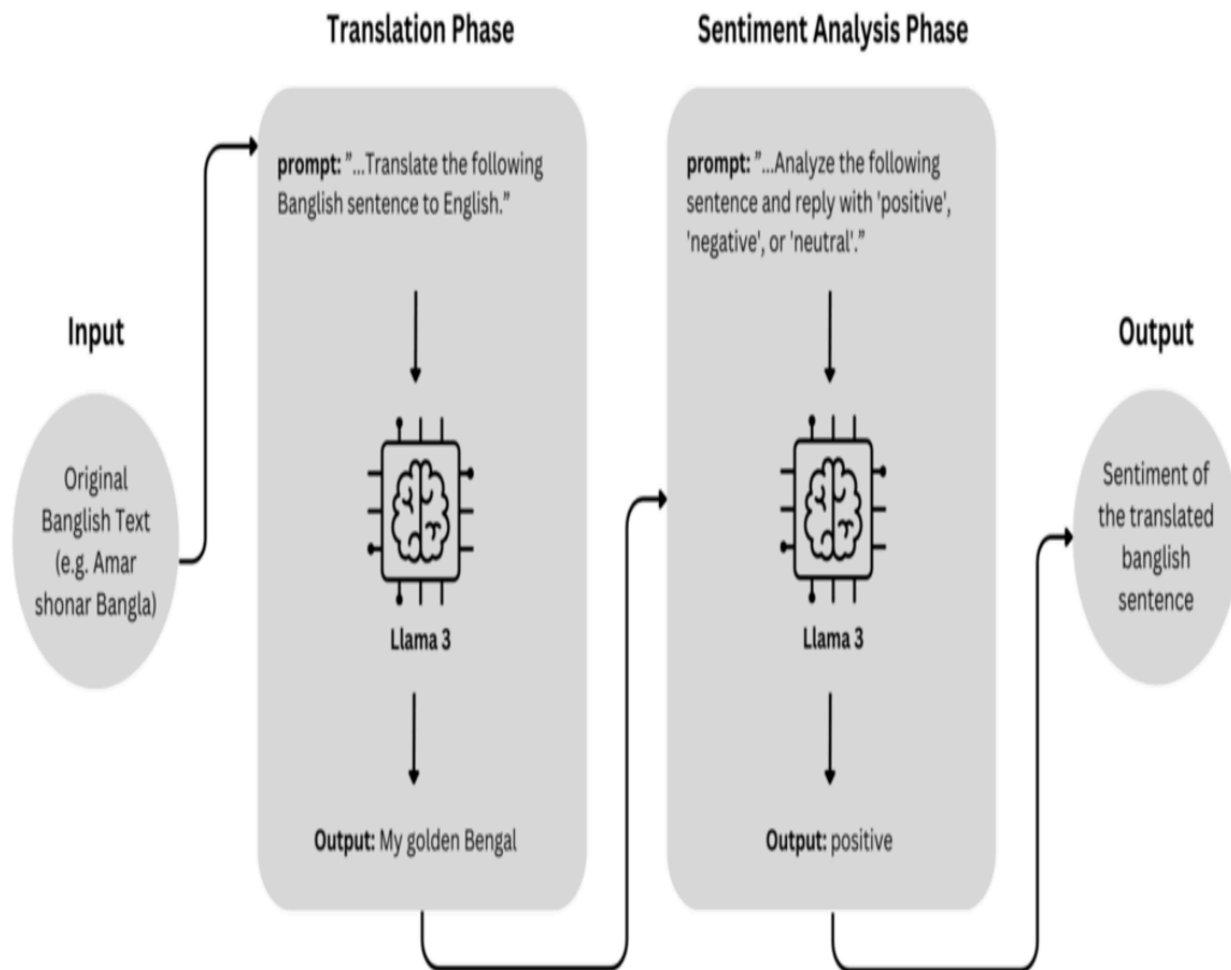 Translation Phase
Sentiment Analysis Phase
Input
Original
Banglish Text
(e.g. Amar
shonar Bangla)
prompt: "...Translate the following
Banglish sentence to English."
Llama 3
Output: My golden Bengal
prompt: "...Analyze the following
sentence and reply with 'positive',
'negative', or 'neutral'."
Llama 3
Output: positive
Output
Sentiment of
the translated
banglish
sentence